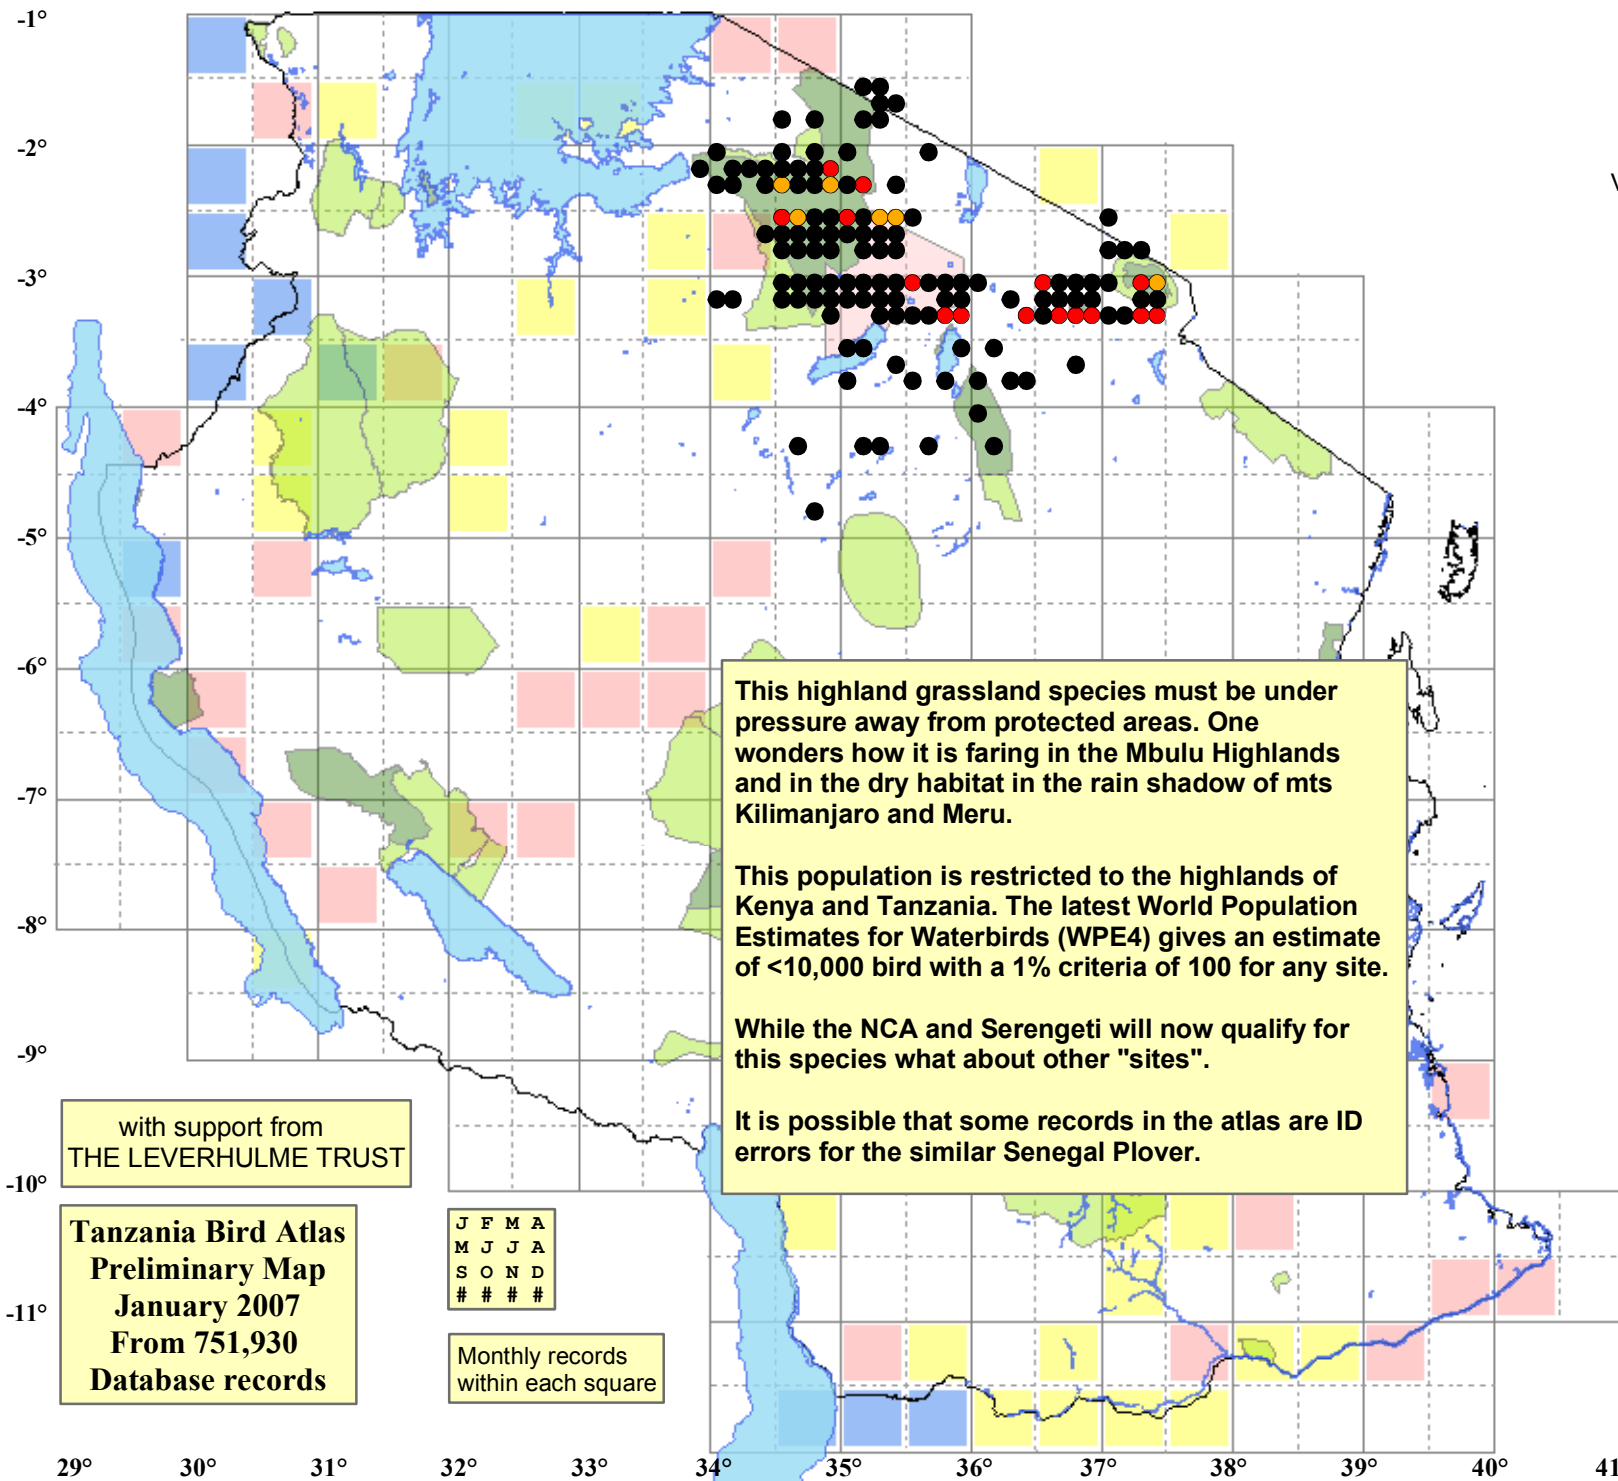 -1°
-2°
-3°
-4°
-5°
-6°
-7°
-8°
-9°
-10°
-11°
This highland grassland species must be under
pressure away from protected areas. One
wonders how it is faring in the Mbulu Highlands
and in the dry habitat in the rain shadow of mts
Kilimanjaro and Meru.
This population is restricted to the highlands of
Kenya and Tanzania. The latest World Population
Estimates for Waterbirds (WPE4) gives an estimate
of <10,000 bird with a 1% criteria of 100 for any site.
While the NCA and Serengeti will now qualify for
this species what about other "sites".
It is possible that some records in the atlas are ID
errors for the similar Senegal Plover.
with support from
THE LEVERHULME TRUST
Tanzania Bird Atlas
Preliminary Map
January 2007
From 751,930
Database records
J F M A
M J J A
S O N D
# # # #
Monthly records
within each square
29° 30° 31° 32° 33° 34° 35° 36° 37° 38° 39° 40° 41